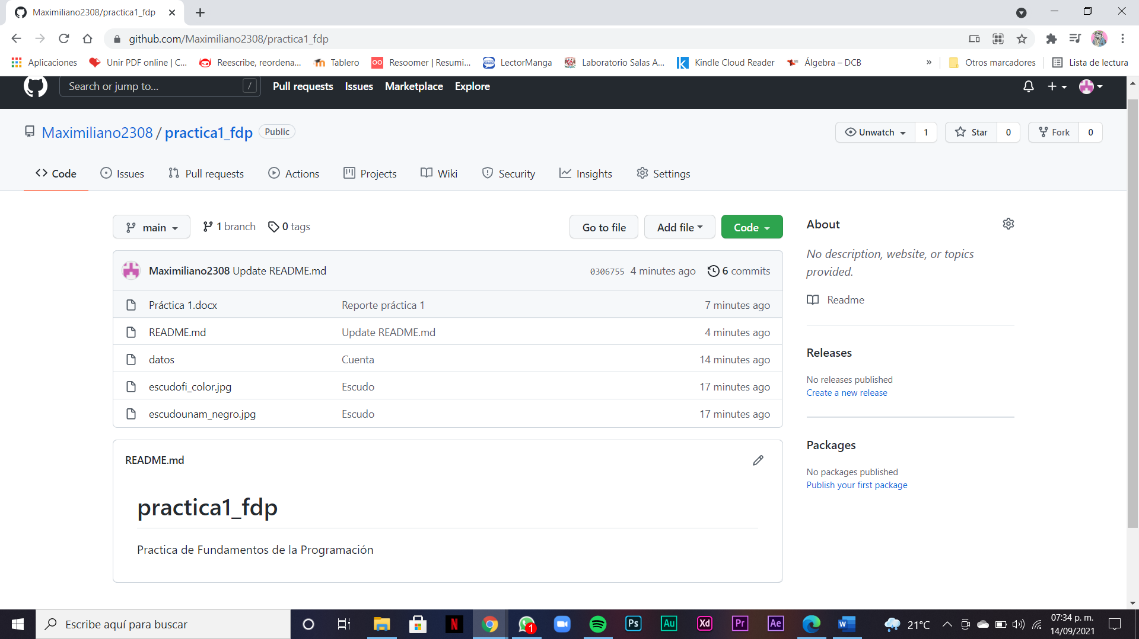 Maximiliano2308/practica1_fdp
github.com/Maximiliano2308/practica1_fdp
Aplicaciones Unir PDF online | C... Reescribe, reordena... Tablero Resoomer | Resumi... LectorManga Laboratorio Salas A... Kindle Cloud Reader Álgebra – DCB » Otros marcadores Lista de lectura
Search or jump to... / Pull requests Issues Marketplace Explore
Maximiliano2308 / practica1_fdp Public Unwatch 1 Star 0 Fork 0
Code Issues Pull requests Actions Projects Wiki Security Insights Settings
main 1 branch 0 tags Go to file Add file Code
Maximiliano2308 Update README.md 0306755 4 minutes ago 6 commits
Práctica 1.docx Reporte práctica 1 7 minutes ago
README.md Update README.md 4 minutes ago
datos Cuenta 14 minutes ago
escudofi_color.jpg Escudo 17 minutes ago
escudounam_negro.jpg Escudo 17 minutes ago
README.md
practica1_fdp
Practica de Fundamentos de la Programación
About
No description, website, or topics
provided.
Readme
Releases
No releases published
Create a new release
Packages
No packages published
Publish your first package
Escribe aquí para buscar
N 1 Ps Au Xd Pr Ae W
21°C
07:34 p. m.
14/09/2021